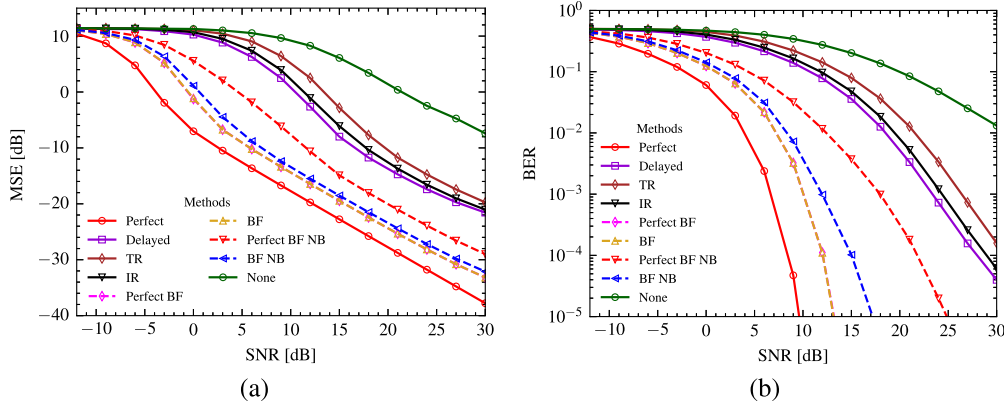 (a)
MSE [dB]
10
0
−10
−20
−30
−40
−10
−5
0
5
10
15
20
25
30
SNR [dB]
Methods
Perfect
Delayed
TR
IR
Perfect BF
BF
Perfect BF NB
BF NB
None
(b)
BER
10^0
10^−1
10^−2
10^−3
10^−4
10^−5
−10
−5
0
5
10
15
20
25
30
SNR [dB]
Methods
Perfect
Delayed
TR
IR
Perfect BF
BF
Perfect BF NB
BF NB
None